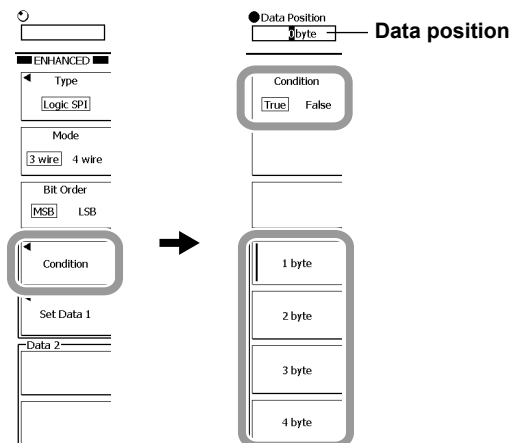 ENHANCED
Type
Logic SPI
Mode
3 wire 4 wire
Bit Order
MSB LSB
Condition
Set Data 1
Data 2
Data Position
0byte
Data position
Condition
True False
1 byte
2 byte
3 byte
4 byte